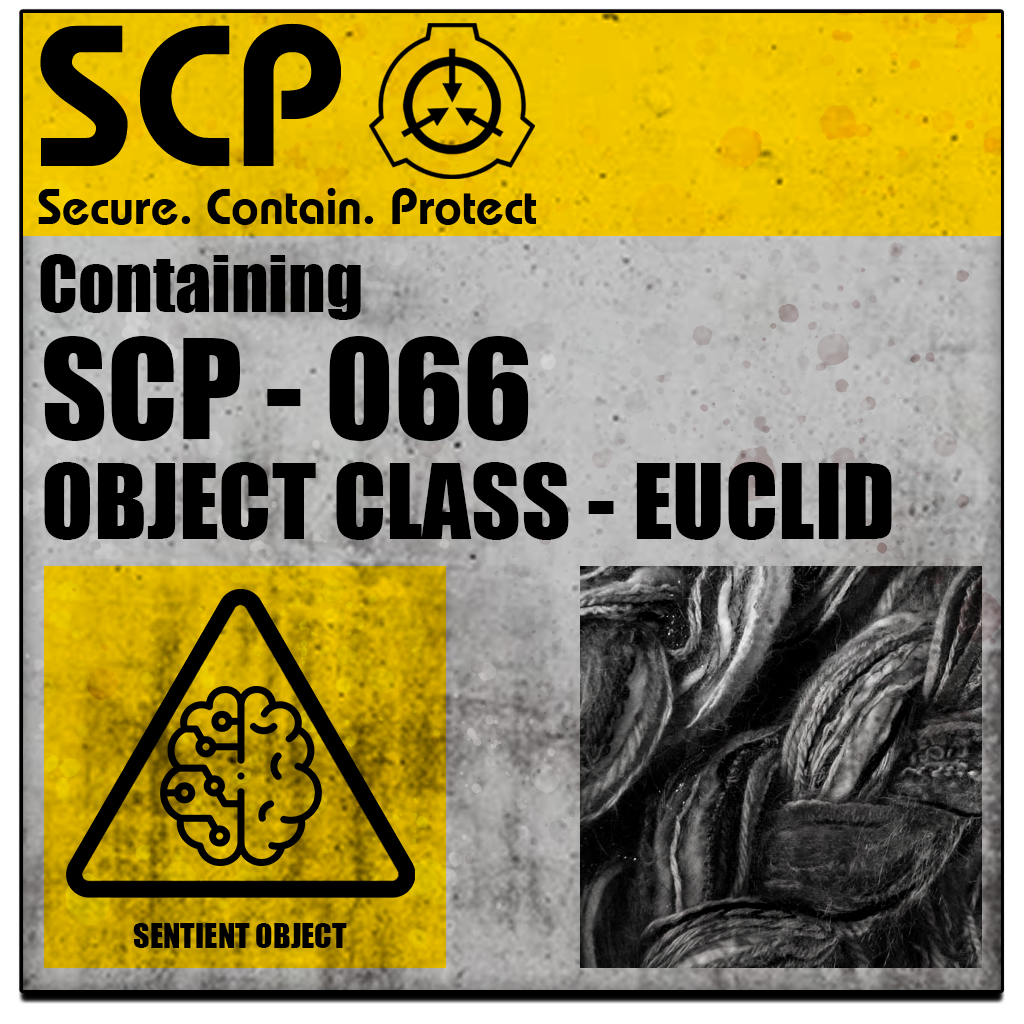 SCP
Secure. Contain. Protect
Containing
SCP - 066
OBJECT CLASS - EUCLID
SENTIENT OBJECT